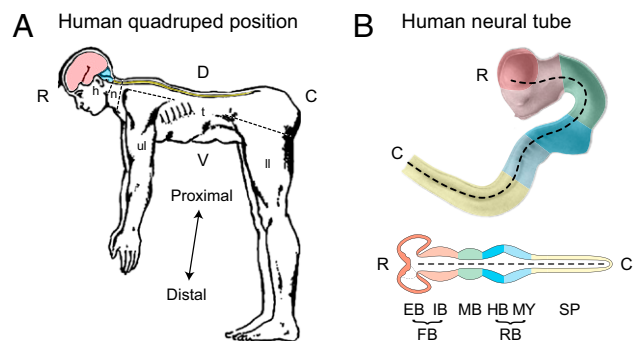 A Human quadruped position
D
R
h
n
C
t
ul
V
ll
Proximal
Distal
B Human neural tube
R
C
R
C
EB IB MB HB MY SP
FB RB